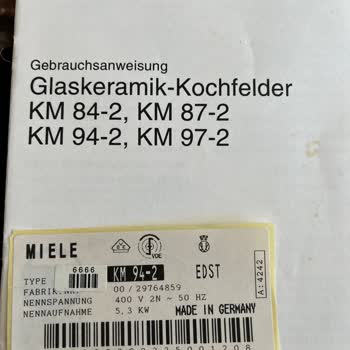 Gebrauchsanweisung
Glaskeramik-Kochfelder
KM 84-2, KM 87-2
KM 94-2, KM 97-2
MIELE
VDE
TYPE 6666 KM 94-2 EDST
FABRIK.NR. 00/29764859
NENNSPANNUNG 400 V 2N ~ 50 HZ
NENNAUFNAHME 5,3 KW MADE IN GERMANY
A:4242